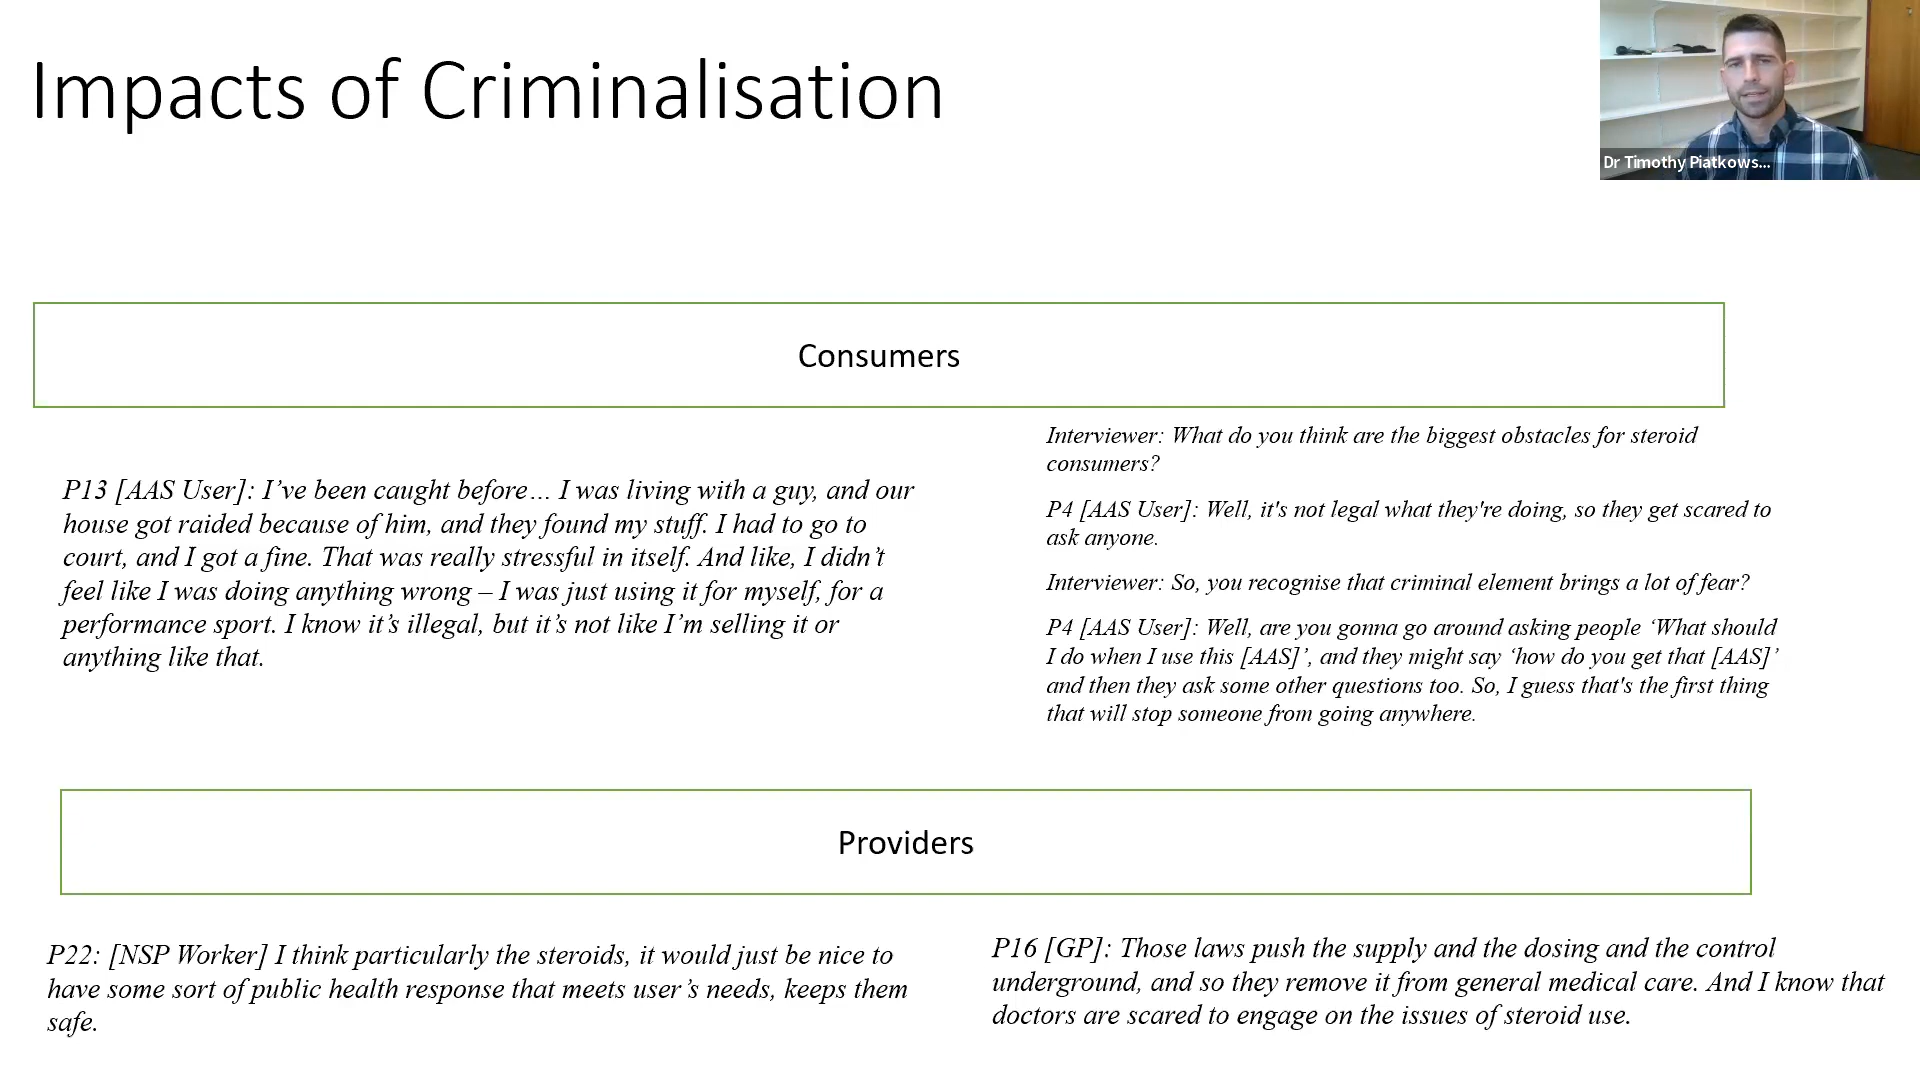 Impacts of Criminalisation
Dr Timothy Piatkows...
Consumers
P13 [AAS User]: I’ve been caught before… I was living with a guy, and our
house got raided because of him, and they found my stuff. I had to go to
court, and I got a fine. That was really stressful in itself. And like, I didn’t
feel like I was doing anything wrong – I was just using it for myself, for a
performance sport. I know it’s illegal, but it’s not like I’m selling it or
anything like that.
Interviewer: What do you think are the biggest obstacles for steroid
consumers?
P4 [AAS User]: Well, it's not legal what they're doing, so they get scared to
ask anyone.
Interviewer: So, you recognise that criminal element brings a lot of fear?
P4 [AAS User]: Well, are you gonna go around asking people ‘What should
I do when I use this [AAS]’, and they might say ‘how do you get that [AAS]’
and then they ask some other questions too. So, I guess that's the first thing
that will stop someone from going anywhere.
Providers
P22: [NSP Worker] I think particularly the steroids, it would just be nice to
have some sort of public health response that meets user’s needs, keeps them
safe.
P16 [GP]: Those laws push the supply and the dosing and the control
underground, and so they remove it from general medical care. And I know that
doctors are scared to engage on the issues of steroid use.